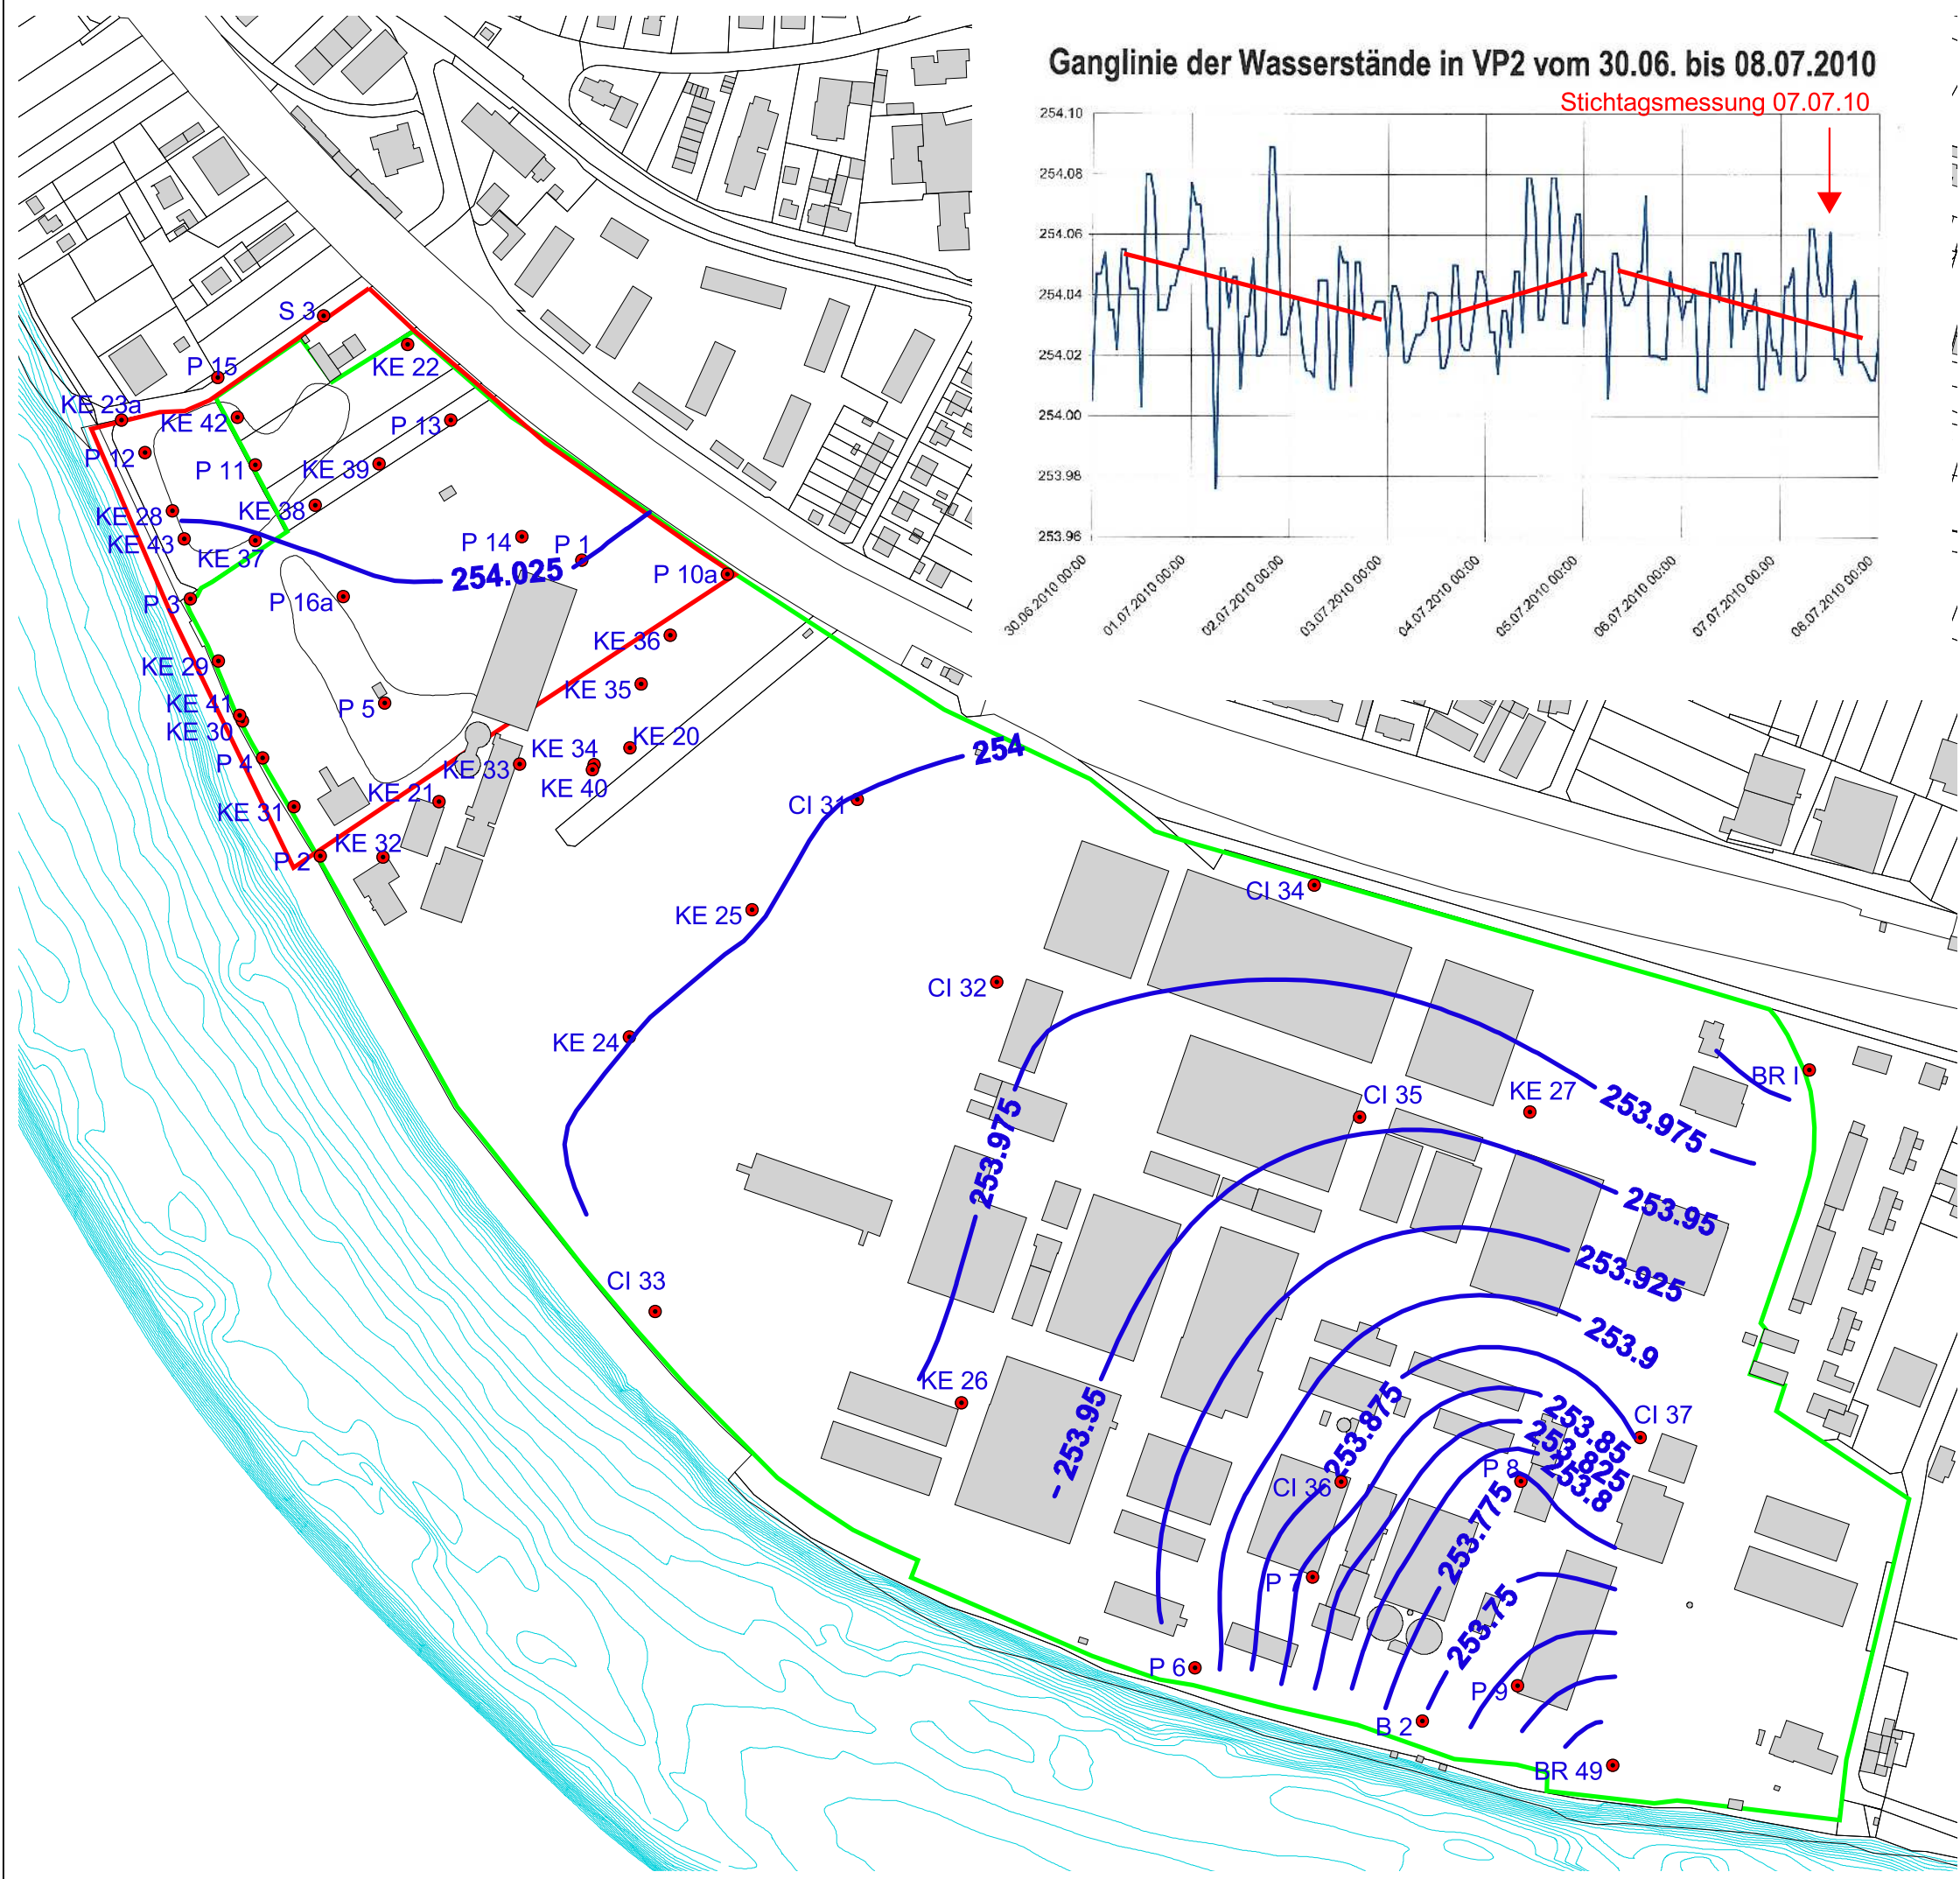 Ganglinie der Wasserstände in VP2 vom 30.06. bis 08.07.2010
Stichtagsmessung 07.07.10
254.10
254.08
254.06
254.04
254.02
254.00
253.98
253.96
30.06.2010 00:00
01.07.2010 00:00
02.07.2010 00:00
03.07.2010 00:00
04.07.2010 00:00
05.07.2010 00:00
06.07.2010 00:00
07.07.2010 00:00
08.07.2010 00:00
S 3
P 15
KE 22
KE 23a
KE 42
P 13
P 12
P 11
KE 39
KE 28
KE 38
KE 43
KE 37
P 14
P 1
254.025
P 10a
P 3
P 16a
KE 36
KE 29
KE 35
KE 41
P 5
KE 30
KE 20
P 4
KE 34
KE 33
254
KE 40
KE 21
KE 31
CI 31
KE 32
P 2
CI 34
KE 25
CI 32
KE 24
BR I
CI 35
KE 27
253.975
253.975
253.95
253.925
CI 33
253.9
KE 26
253.95
253.875
253.85
CI 37
253.825
253.8
P 8
CI 36
253.775
P 7
253.75
P 6
P 9
B 2
BR 49